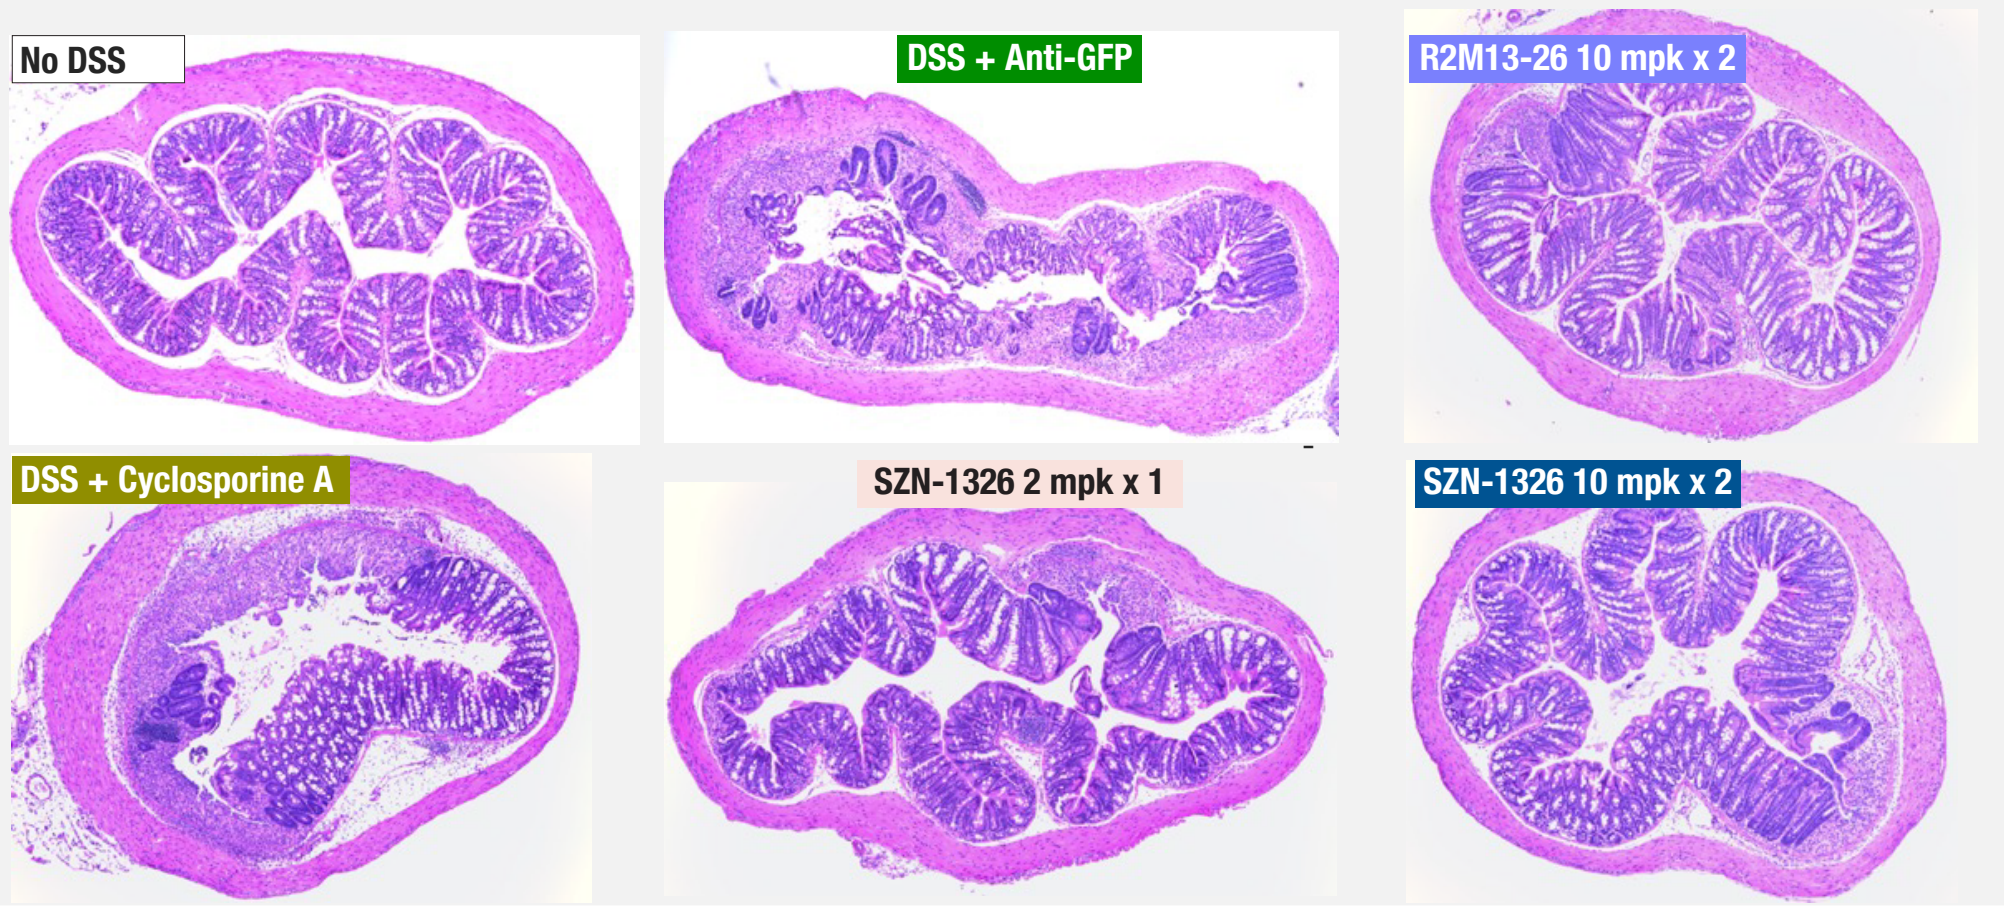 No DSS
DSS + Anti-GFP
R2M13-26 10 mpk x 2
DSS + Cyclosporine A
SZN-1326 2 mpk x 1
SZN-1326 10 mpk x 2